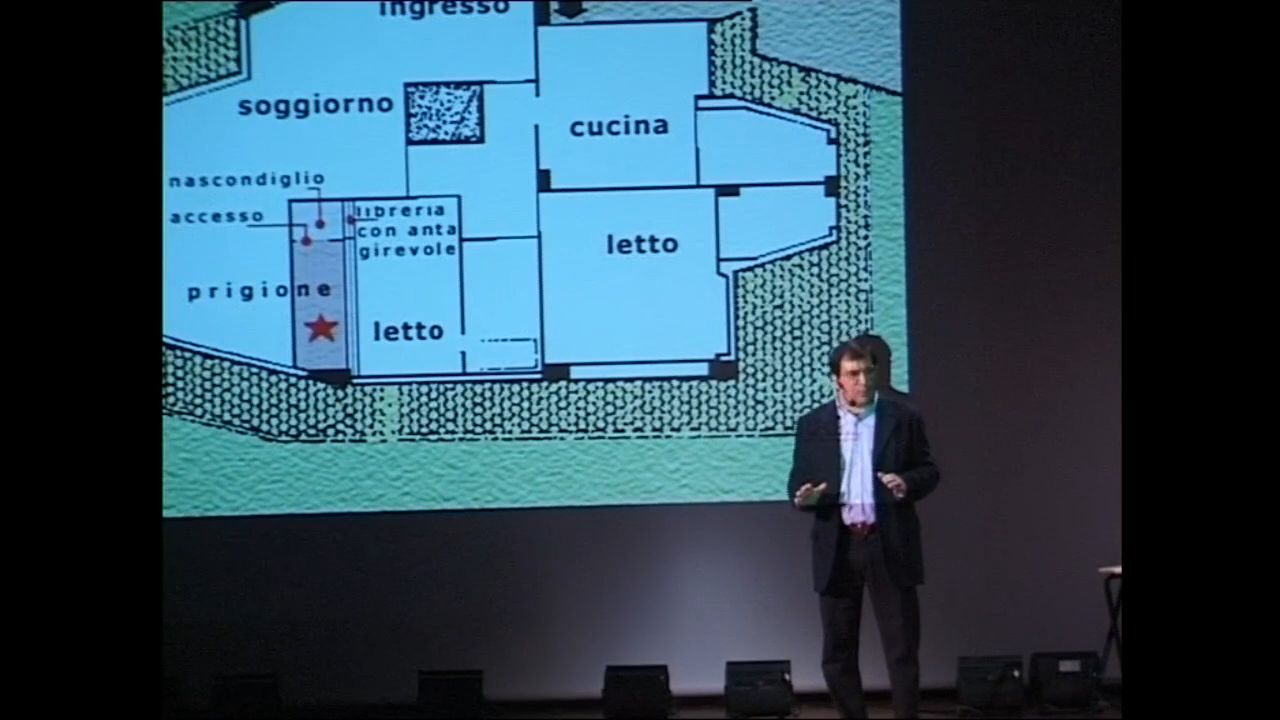 ingresso
soggiorno
cucina
nascondiglio
accesso
libreria
con anta
girevole
letto
prigione
letto